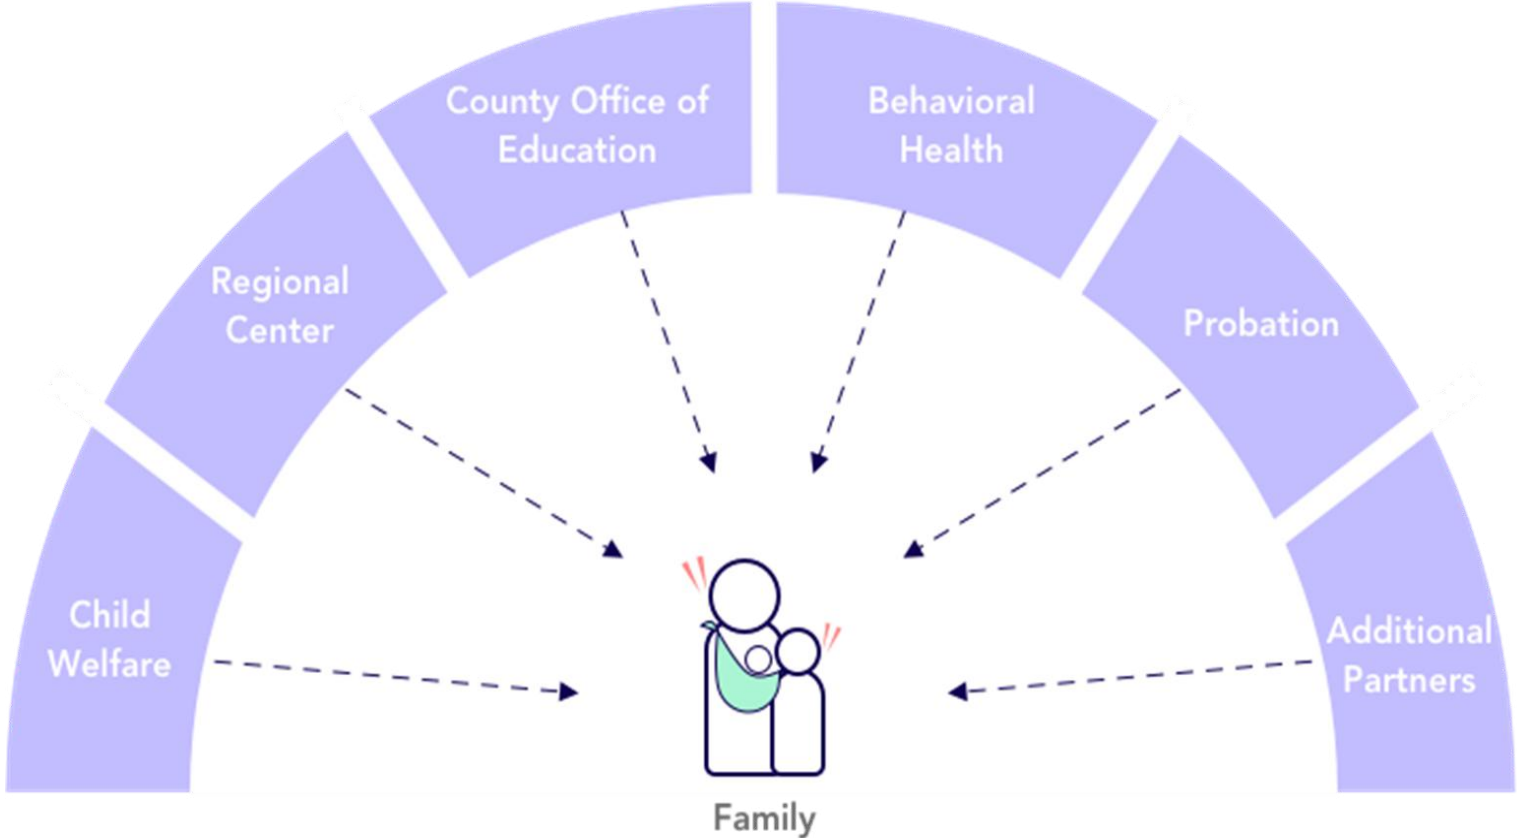 County Office of
Education
Behavioral
Health
Regional
Center
Probation
Child
Welfare
Additional
Partners
Family